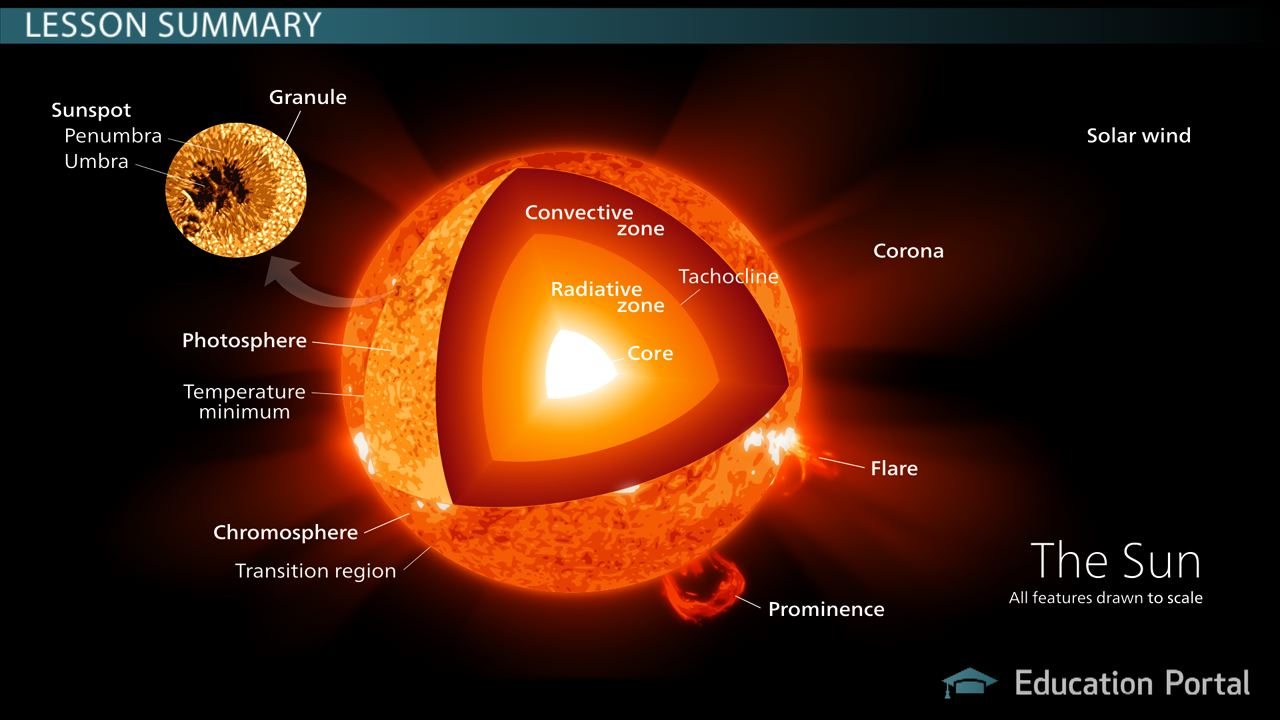 LESSON SUMMARY
Granule
Sunspot
Penumbra
Umbra
Solar wind
Convective
zone
Corona
Tachocline
Radiative
zone
Photosphere
Core
Temperature
minimum
Flare
Chromosphere
Transition region
The Sun
All features drawn to scale
Prominence
Education Portal